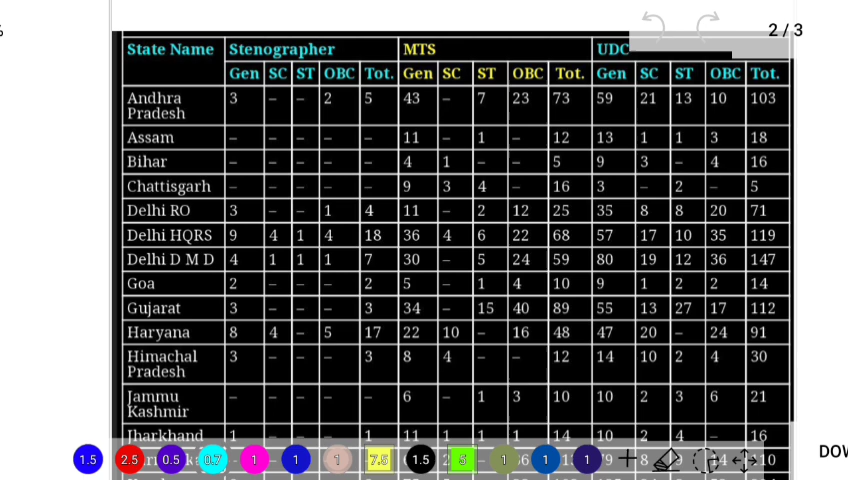 2 / 3
State Name Stenographer MTS UDC
Gen SC ST OBC Tot. Gen SC ST OBC Tot. Gen SC ST OBC Tot.
Andhra
Pradesh 3 – – 2 5 43 – 7 23 73 59 21 13 10 103
Assam – – – – – 11 – 1 – 12 13 1 1 3 18
Bihar – – – – – 4 1 – – 5 9 3 – 4 16
Chattisgarh – – – – – 9 3 4 – 16 3 – 2 – 5
Delhi RO 3 – – 1 4 11 – 2 12 25 35 8 8 20 71
Delhi HQRS 9 4 1 4 18 36 4 6 22 68 57 17 10 35 119
Delhi D M D 4 1 1 1 7 30 – 5 24 59 80 19 12 36 147
Goa 2 – – – 2 5 – 1 4 10 9 1 2 2 14
Gujarat 3 – – – 3 34 – 15 40 89 55 13 27 17 112
Haryana 8 4 – 5 17 22 10 – 16 48 47 20 – 24 91
Himachal
Pradesh 3 – – – 3 8 4 – – 12 14 10 2 4 30
Jammu
Kashmir – – – – – 6 – 1 3 10 10 2 3 6 21
Jharkhand 1 – – – 1 11 1 1 1 14 10 2 4 – 16
1.5 2.5 0.5 0.7 1 1 1 7.5 1.5 5 1 1 1